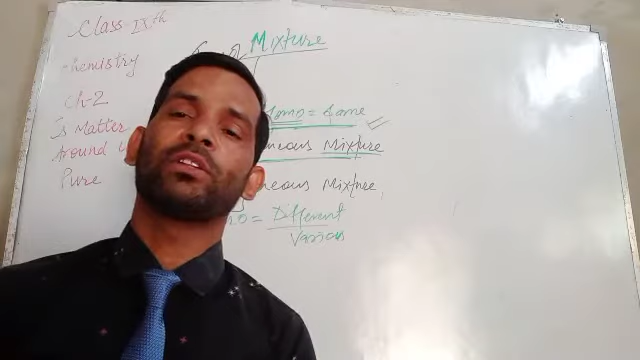 Class-IXth
Chemistry
Ch-2
Is Matter
Around
Pure
Mixture
Homo = Same
neous Mixture
neous Mixture
= Different
Various